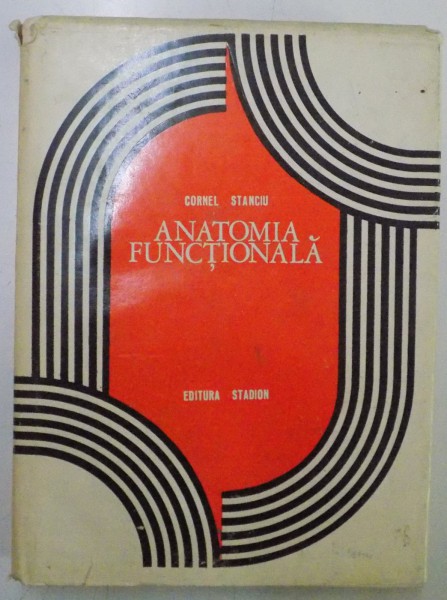 CORNEL STANCIU
ANATOMIA
FUNCȚIONALĂ
EDITURA STADION